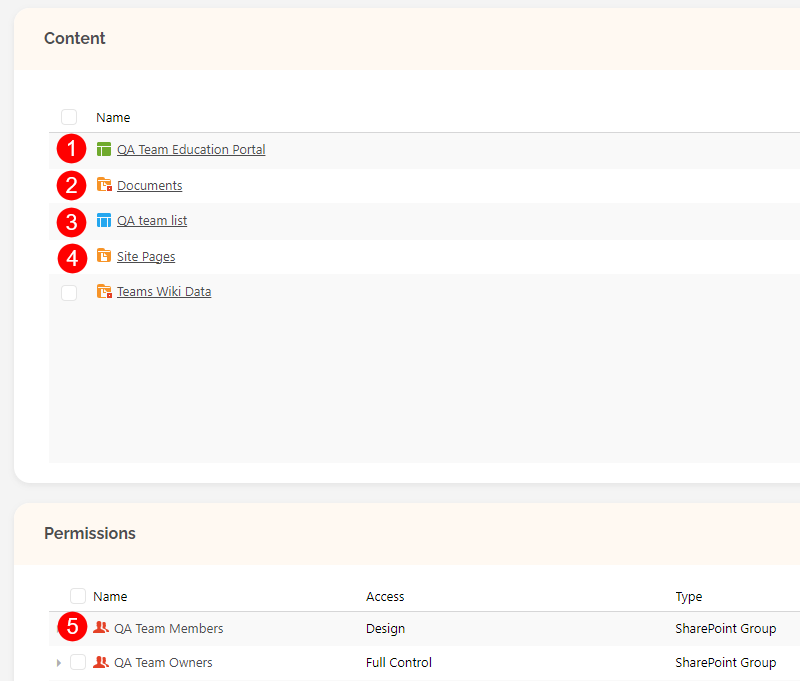 Content
Name
1 QA Team Education Portal
2 Documents
3 QA team list
4 Site Pages
Teams Wiki Data
Permissions
Name Access Type
5 QA Team Members Design SharePoint Group
QA Team Owners Full Control SharePoint Group